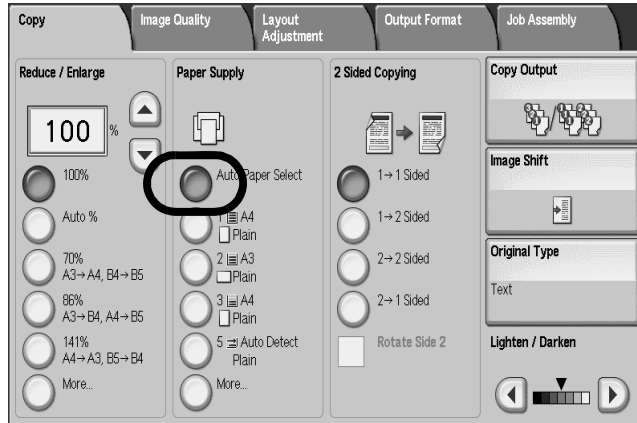 Copy
Image Quality
Layout
Adjustment
Output Format
Job Assembly
Reduce / Enlarge
100 %
100%
Auto %
70%
A3→A4, B4→B5
86%
A3→B4, A4→B5
141%
A4→A3, B5→B4
More...
Paper Supply
Auto Paper Select
1 A4
Plain
2 A3
Plain
3 A4
Plain
5 Auto Detect
Plain
More...
2 Sided Copying
1→1 Sided
1→2 Sided
2→2 Sided
2→1 Sided
Rotate Side 2
Copy Output
Image Shift
Original Type
Text
Lighten / Darken